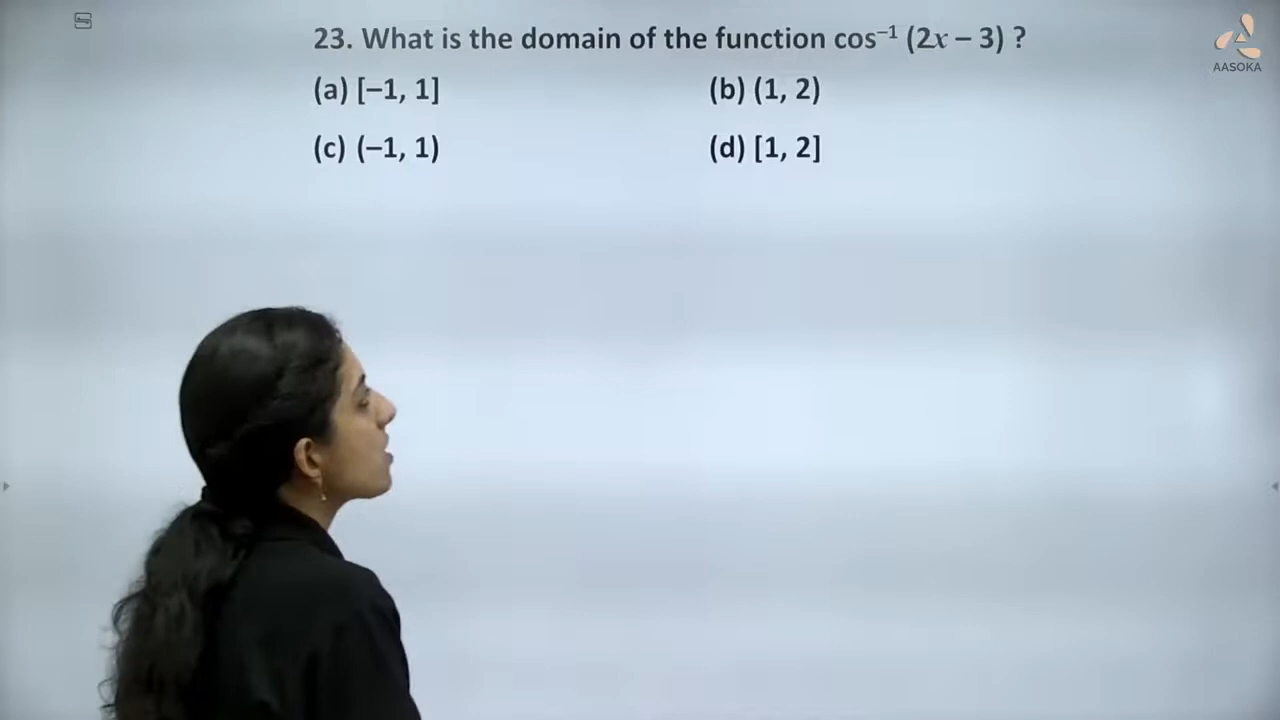 AASOKA
23. What is the domain of the function cos⁻¹ (2x – 3) ?
(a) [–1, 1] (b) (1, 2)
(c) (–1, 1) (d) [1, 2]